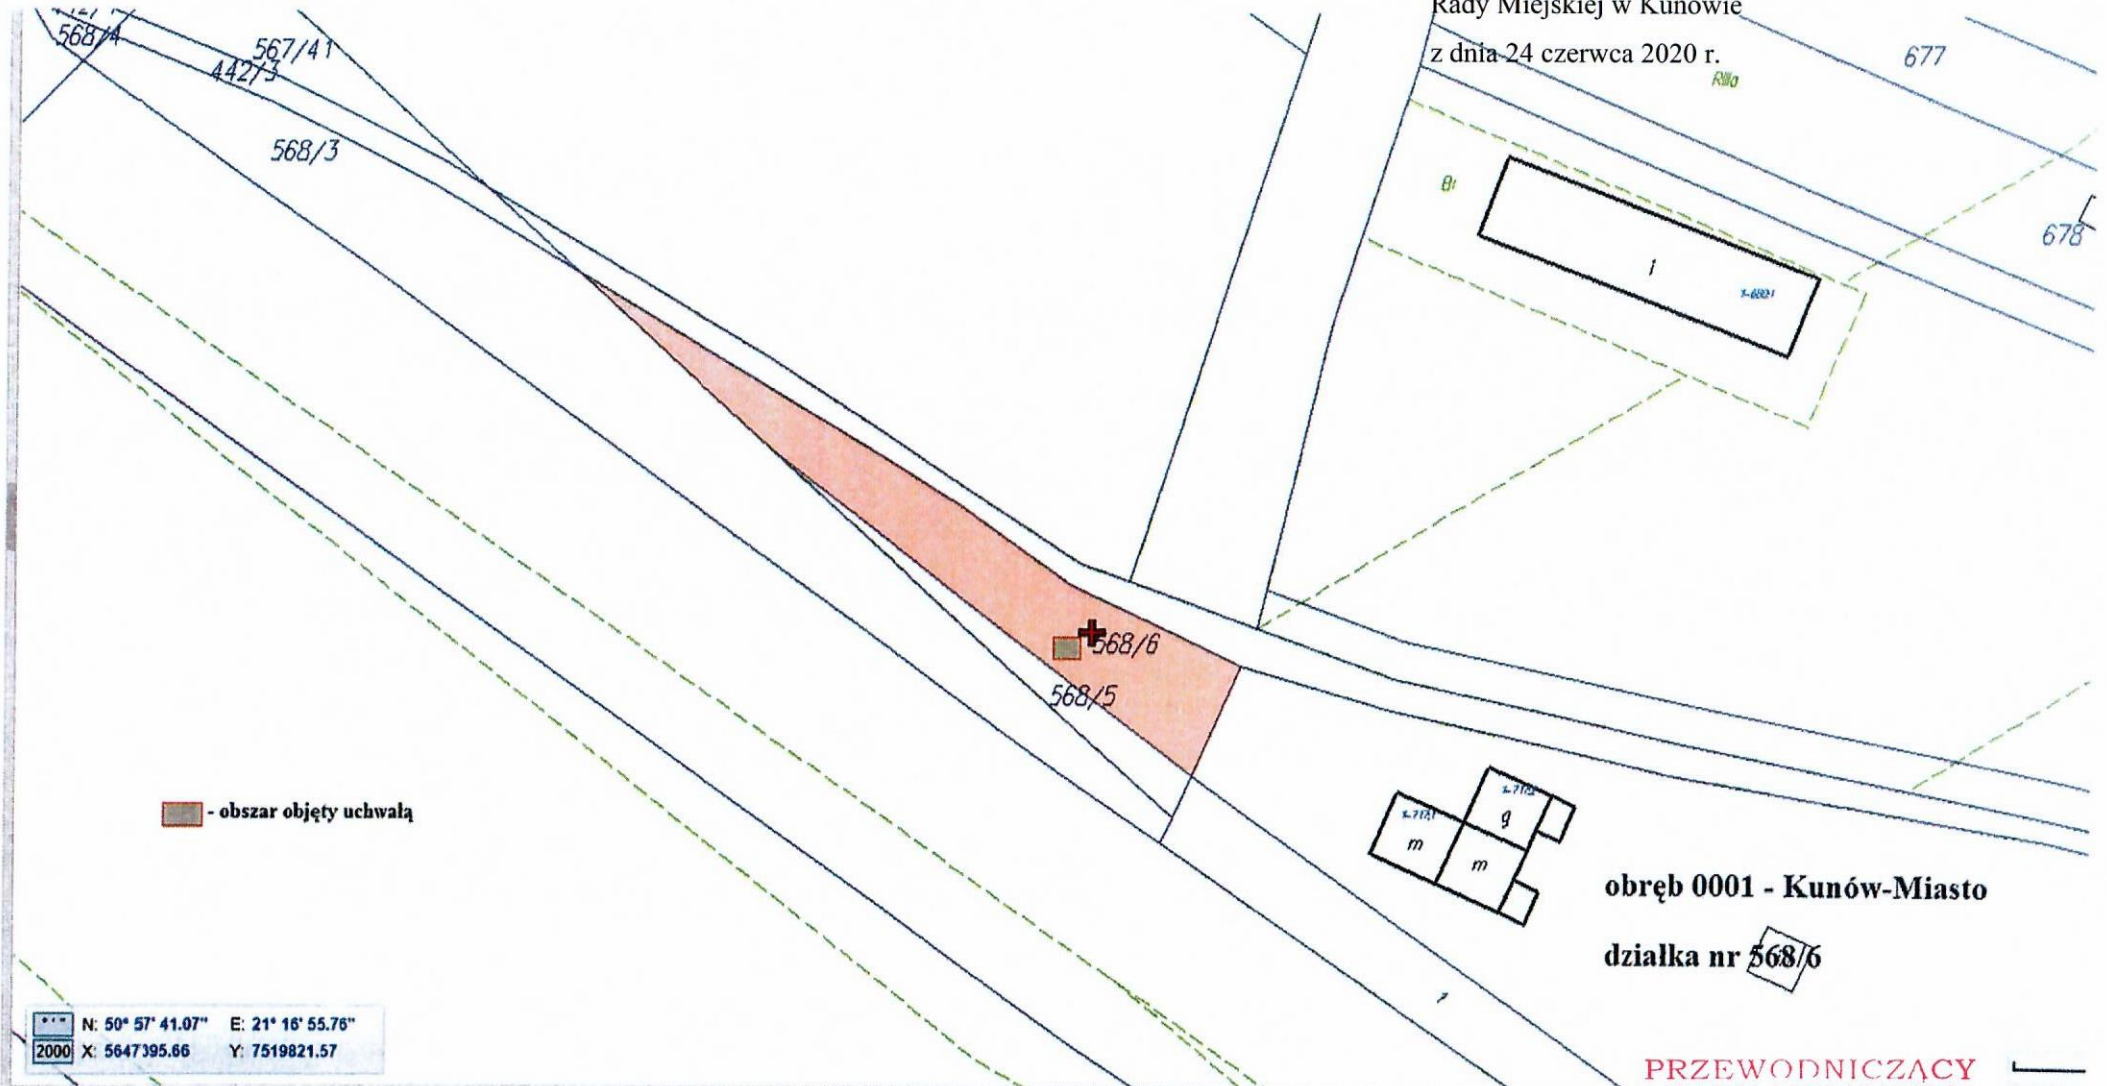 Rady Miejskiej w Kunowie
z dnia 24 czerwca 2020 r.
568/4
567/41
442/3
568/3
677
RIIIa
Bi
678
i
568/6
568/5
- obszar objęty uchwałą
g
m
m
obręb 0001 - Kunów-Miasto
działka nr 568/6
N: 50° 57' 41.07" E: 21° 16' 55.76"
2000 X: 5647395.66 Y: 7519821.57
PRZEWODNICZĄCY